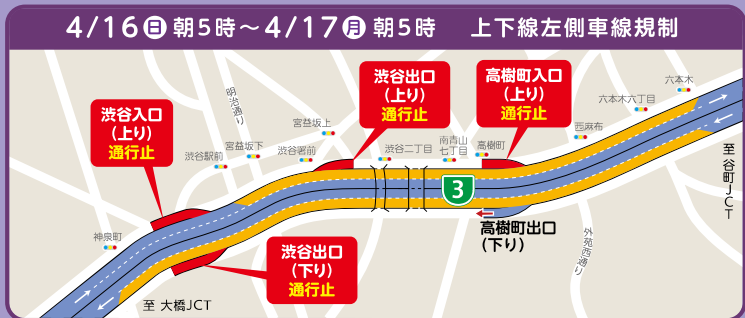 4/16㊐朝5時〜4/17㊊朝5時 上下線左側車線規制
渋谷入口
(上り)
通行止
渋谷出口
(上り)
通行止
高樹町入口
(上り)
通行止
渋谷出口
(下り)
通行止
高樹町出口
(下り)
明治通り
宮益坂上
宮益坂下
渋谷駅前
渋谷署前
渋谷二丁目
南青山
七丁目
高樹町
西麻布
六本木六丁目
六本木
至谷町JCT
神泉町
3
外苑西通り
至 大橋JCT